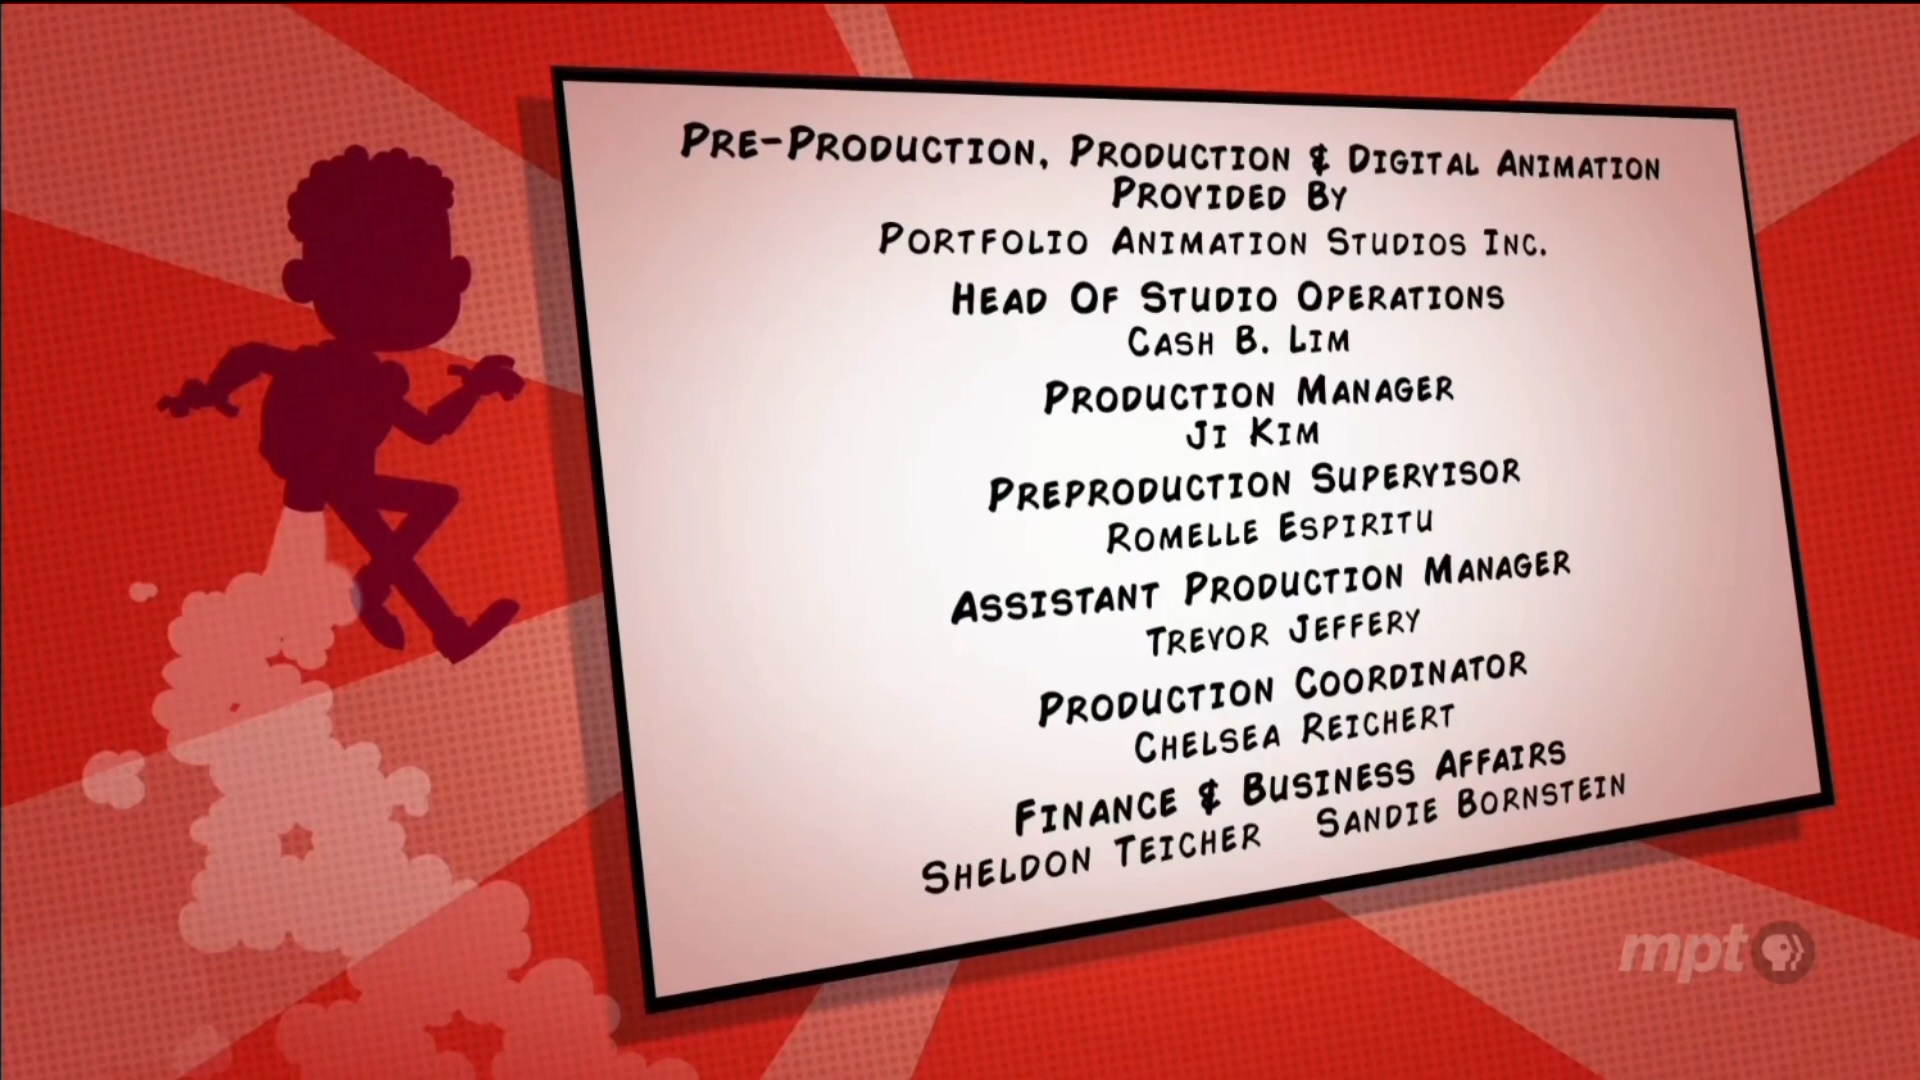 Pre-Production, Production & Digital Animation
Provided By
Portfolio Animation Studios Inc.
Head Of Studio Operations
Cash B. Lim
Production Manager
Ji Kim
Preproduction Supervisor
Romelle Espiritu
Assistant Production Manager
Trevor Jeffery
Production Coordinator
Chelsea Reichert
Finance & Business Affairs
Sheldon Teicher Sandie Bornstein
mpt